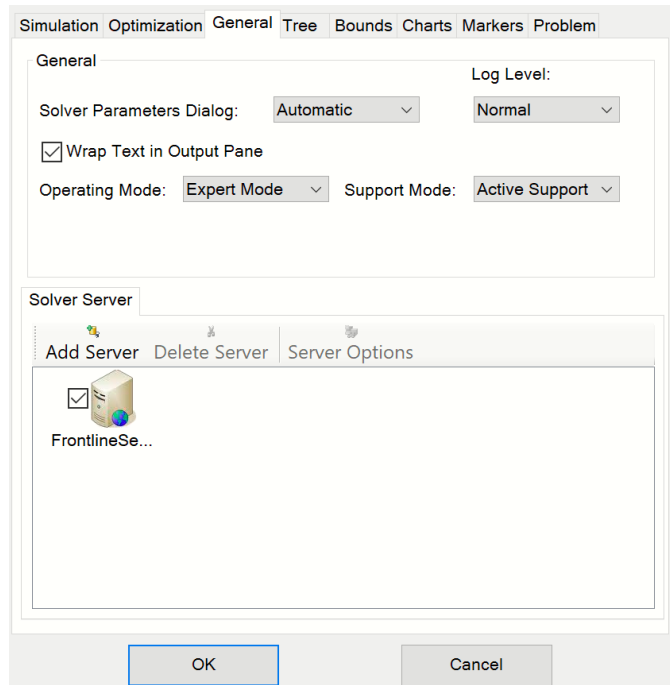 Simulation Optimization General Tree Bounds Charts Markers Problem
General
Log Level:
Solver Parameters Dialog: Automatic Normal
Wrap Text in Output Pane
Operating Mode: Expert Mode Support Mode: Active Support
Solver Server
Add Server Delete Server Server Options
FrontlineSe...
OK Cancel